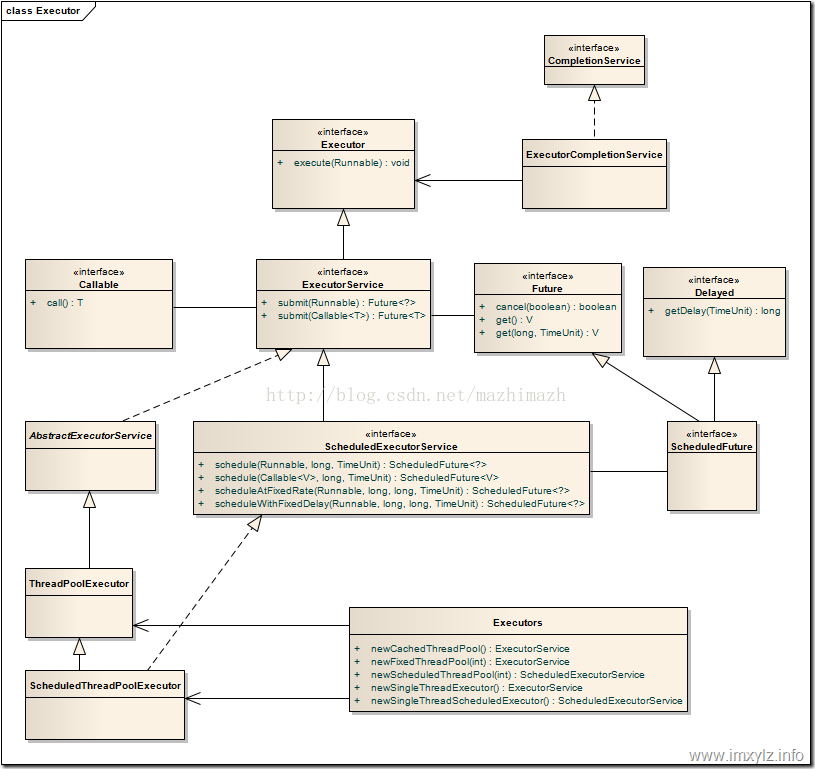 class Executor
«interface»
CompletionService
«interface»
Executor
+ execute(Runnable) : void
ExecutorCompletionService
«interface»
Callable
+ call() : T
«interface»
ExecutorService
+ submit(Runnable) : Future<?>
+ submit(Callable<T>) : Future<T>
«interface»
Future
+ cancel(boolean) : boolean
+ get() : V
+ get(long, TimeUnit) : V
«interface»
Delayed
+ getDelay(TimeUnit) : long
http://blog.csdn.net/mazhimazh
AbstractExecutorService
«interface»
ScheduledExecutorService
+ schedule(Runnable, long, TimeUnit) : ScheduledFuture<?>
+ schedule(Callable<V>, long, TimeUnit) : ScheduledFuture<V>
+ scheduleAtFixedRate(Runnable, long, long, TimeUnit) : ScheduledFuture<?>
+ scheduleWithFixedDelay(Runnable, long, long, TimeUnit) : ScheduledFuture<?>
«interface»
ScheduledFuture
ThreadPoolExecutor
Executors
+ newCachedThreadPool() : ExecutorService
+ newFixedThreadPool(int) : ExecutorService
+ newScheduledThreadPool(int) : ScheduledExecutorService
+ newSingleThreadExecutor() : ExecutorService
+ newSingleThreadScheduledExecutor() : ScheduledExecutorService
ScheduledThreadPoolExecutor
www.imxylz.info